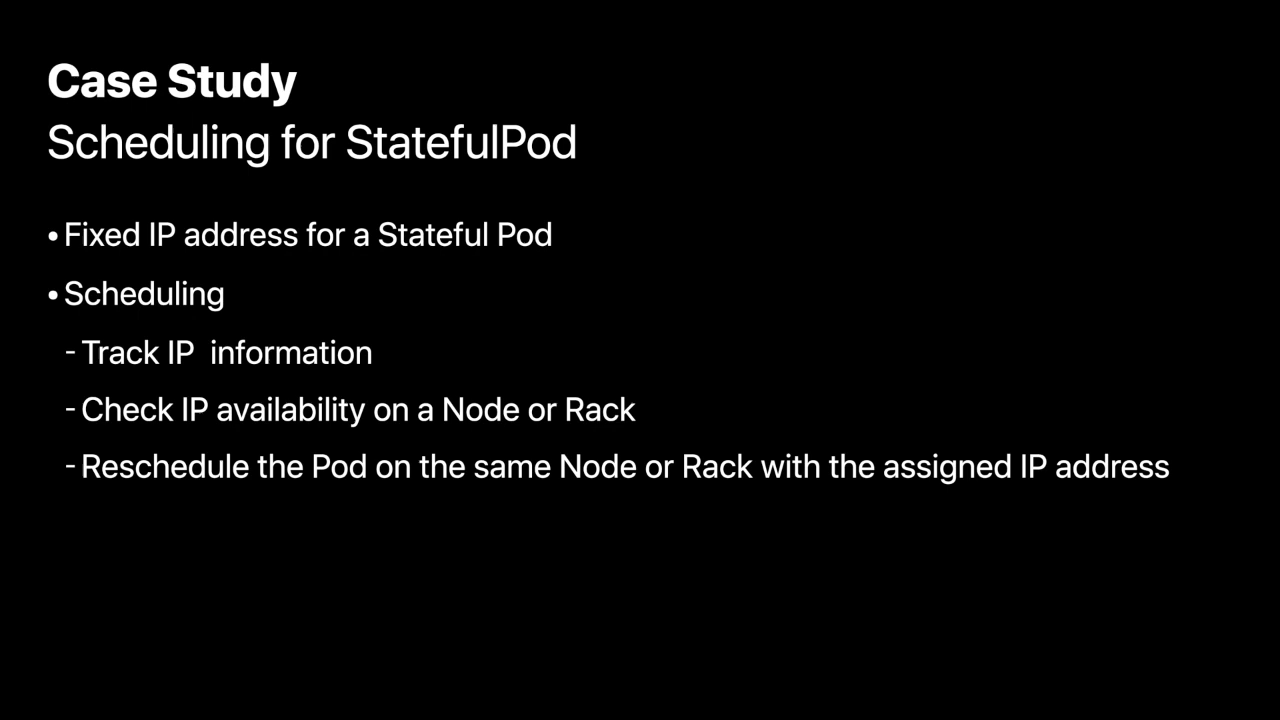 Case Study
Scheduling for StatefulPod
• Fixed IP address for a Stateful Pod
• Scheduling
- Track IP  information
- Check IP availability on a Node or Rack
- Reschedule the Pod on the same Node or Rack with the assigned IP address